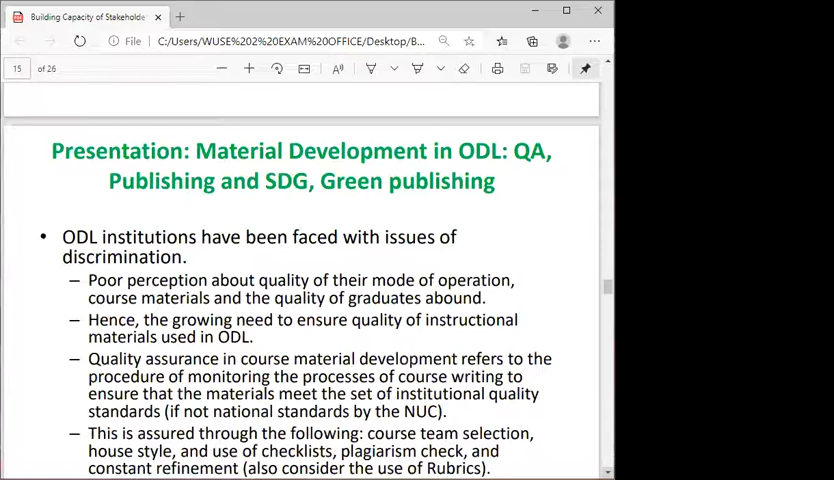 Building Capacity of Stakeholde
File
C:/Users/WUSE%202%20EXAM%20OFFICE/Desktop/B...
15 of 26
Presentation: Material Development in ODL: QA,
Publishing and SDG, Green publishing
• ODL institutions have been faced with issues of
discrimination.
– Poor perception about quality of their mode of operation,
course materials and the quality of graduates abound.
– Hence, the growing need to ensure quality of instructional
materials used in ODL.
– Quality assurance in course material development refers to the
procedure of monitoring the processes of course writing to
ensure that the materials meet the set of institutional quality
standards (if not national standards by the NUC).
– This is assured through the following: course team selection,
house style, and use of checklists, plagiarism check, and
constant refinement (also consider the use of Rubrics).